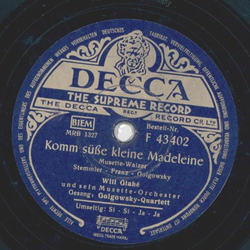 DECCA
THE SUPREME RECORD
THE DECCA
REGT
RECORD CO. LTD
BIEM
MRB 1327
Bestell-Nr.
F 43402
Komm süße kleine Madeleine
Musette-Walzer
Stemmler - Franz - Golgowsky
Will Glahé
und sein Musette-Orchester
Gesang: Golgowsky-Quartett
Umseitig: Si - Si - Ja - Ja
DECCA